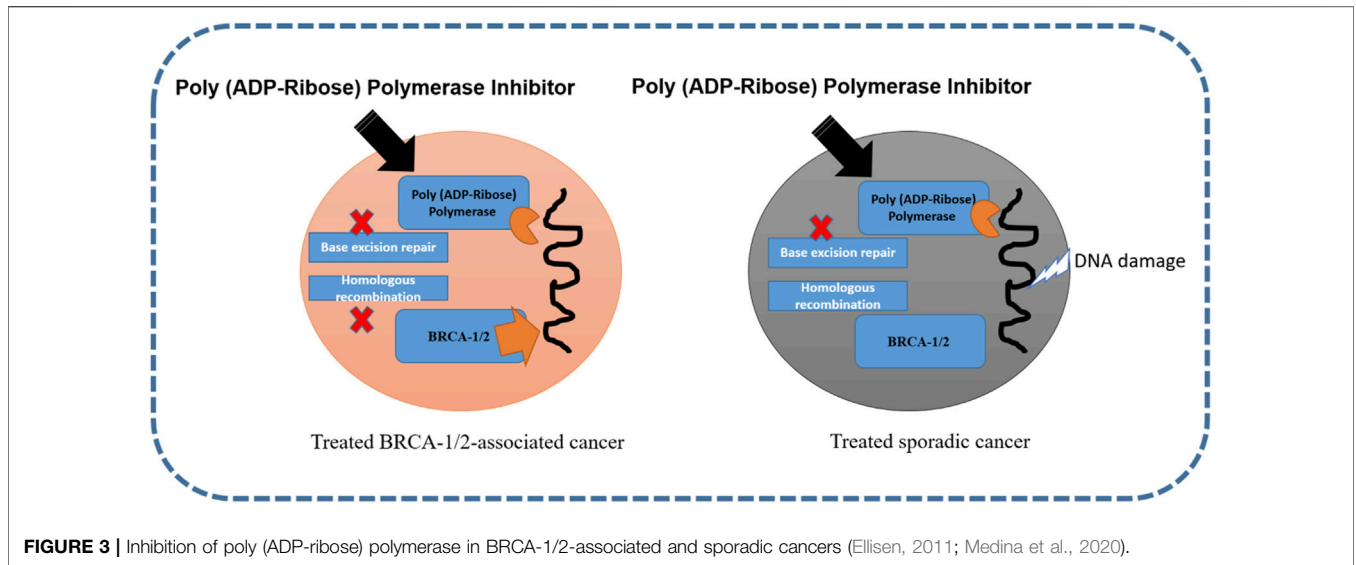 Poly (ADP-Ribose) Polymerase Inhibitor
Poly (ADP-Ribose)
Polymerase
Base excision repair
Homologous
recombination
BRCA-1/2
Treated BRCA-1/2-associated cancer
Poly (ADP-Ribose) Polymerase Inhibitor
Poly (ADP-Ribose)
Polymerase
Base excision repair
Homologous
recombination
BRCA-1/2
DNA damage
Treated sporadic cancer
FIGURE 3 | Inhibition of poly (ADP-ribose) polymerase in BRCA-1/2-associated and sporadic cancers (Ellisen, 2011; Medina et al., 2020).